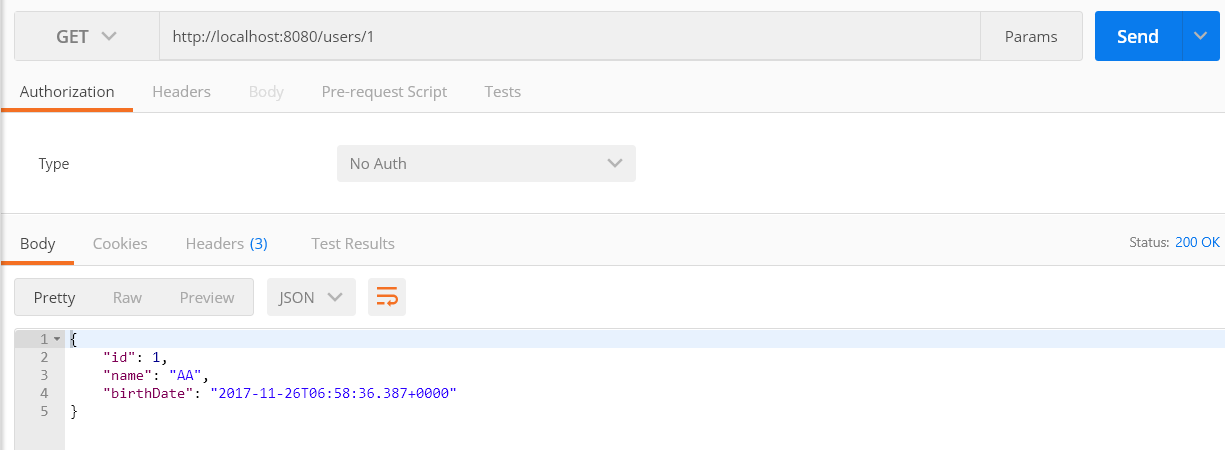 GET http://localhost:8080/users/1 Params Send
Authorization Headers Body Pre-request Script Tests
Type No Auth
Body Cookies Headers (3) Test Results Status: 200 OK
Pretty Raw Preview JSON
1 {
2 "id": 1,
3 "name": "AA",
4 "birthDate": "2017-11-26T06:58:36.387+0000"
5 }